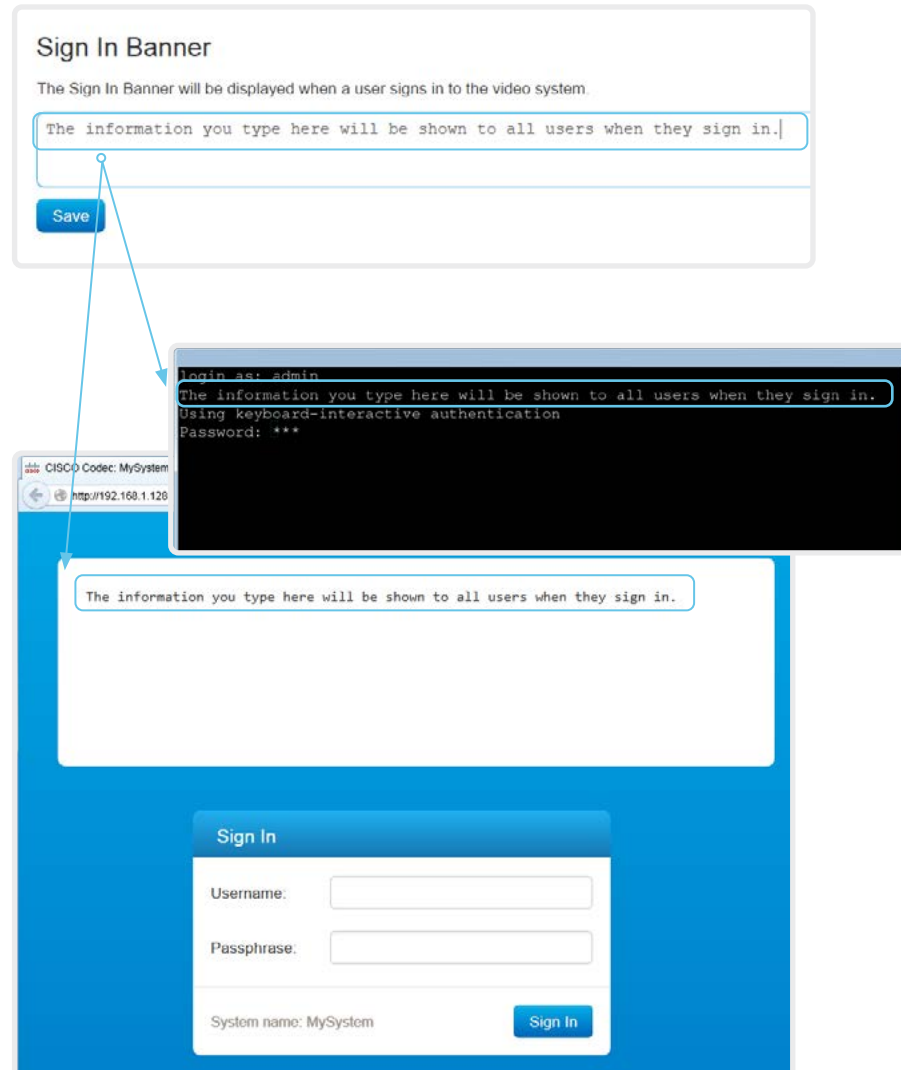 Sign In Banner
The Sign In Banner will be displayed when a user signs in to the video system.
The information you type here will be shown to all users when they sign in.
Save
login as: admin
The information you type here will be shown to all users when they sign in.
Using keyboard-interactive authentication
Password: ***
CISCO Codec: MySystem
http://192.168.1.128
The information you type here will be shown to all users when they sign in.
Sign In
Username:
Passphrase:
System name: MySystem
Sign In